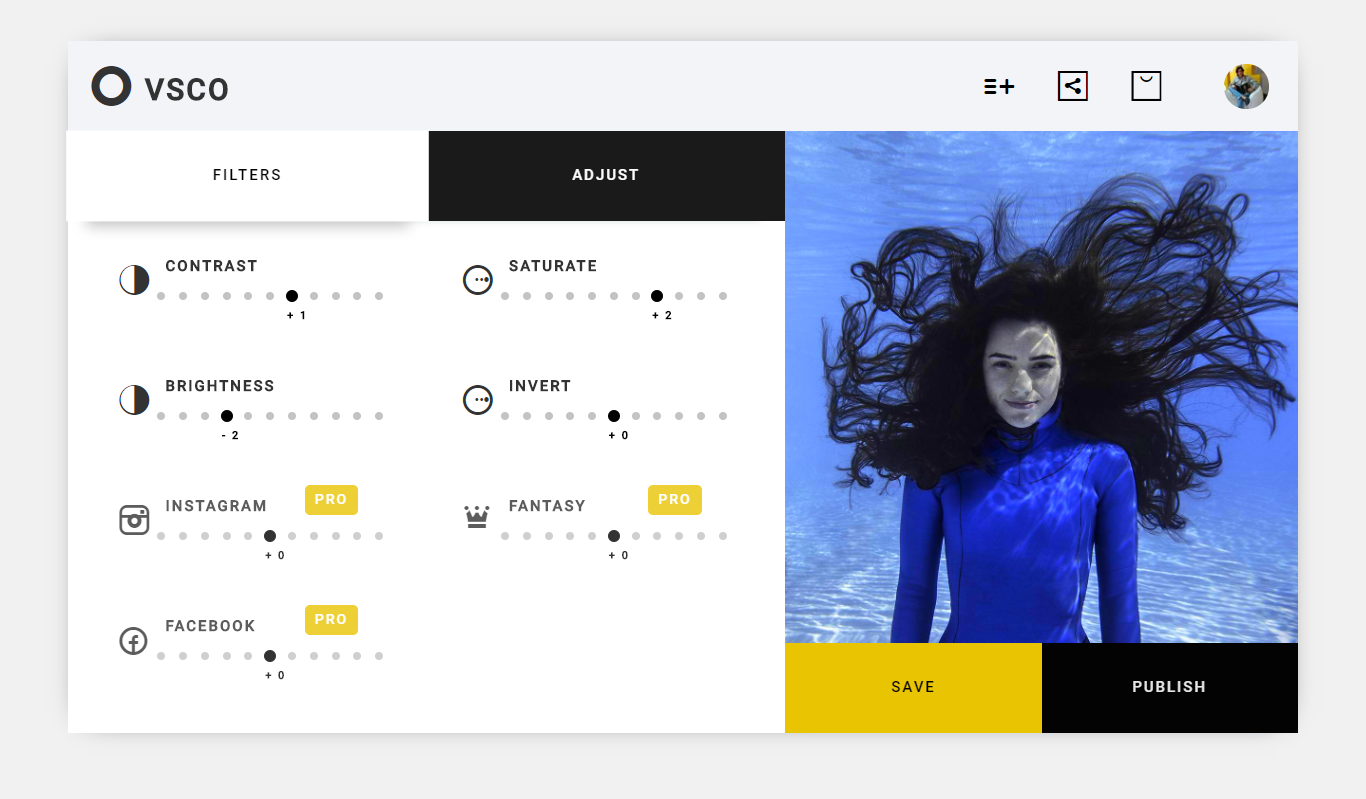 VSCO
FILTERS
ADJUST
CONTRAST
+ 1
SATURATE
+ 2
BRIGHTNESS
- 2
INVERT
+ 0
INSTAGRAM
PRO
+ 0
FANTASY
PRO
+ 0
FACEBOOK
PRO
+ 0
SAVE
PUBLISH